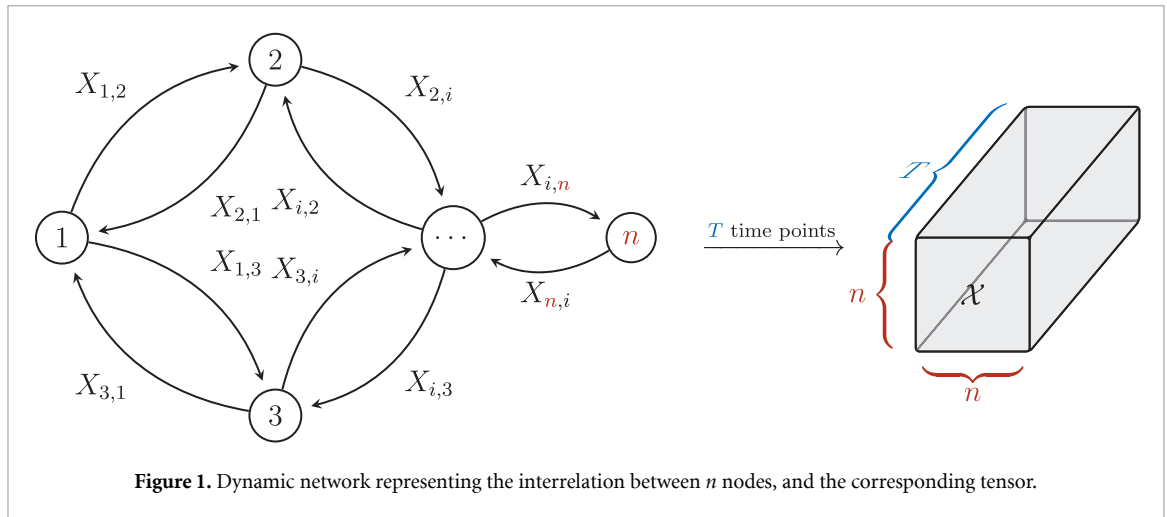 2
X1,2
X2,i
X2,1
Xi,2
Xi,n
1
...
n
X1,3
X3,i
Xn,i
X3,1
Xi,3
3
T time points
T
n
𝒳
n
Figure 1. Dynamic network representing the interrelation between n nodes, and the corresponding tensor.